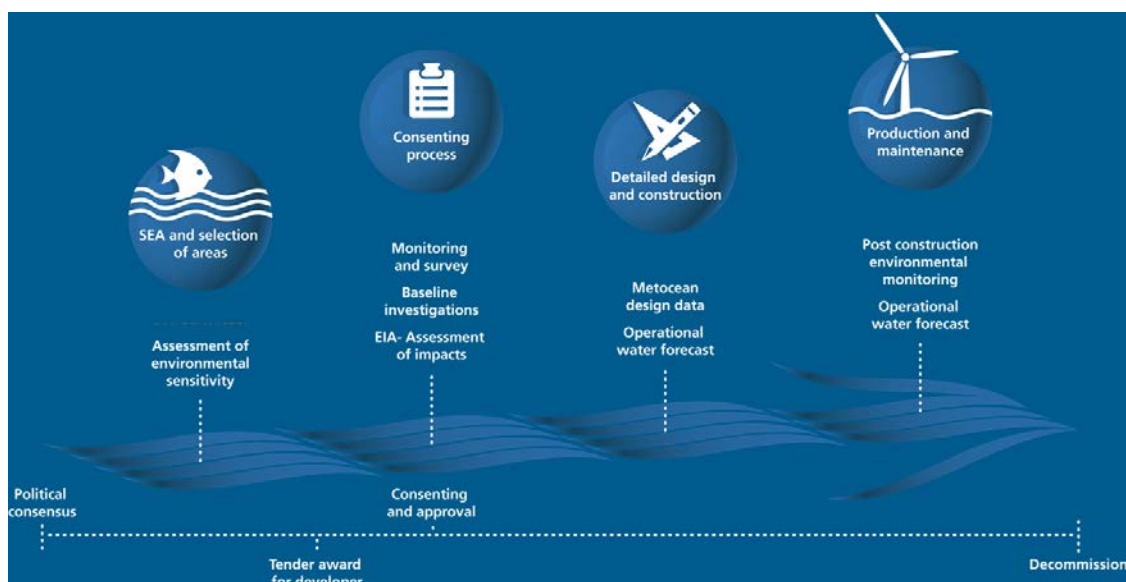 SEA and selection
of areas
Assessment of
environmental
sensitivity
Consenting
process
Monitoring
and survey
Baseline
investigations
EIA- Assessment
of impacts
Detailed design
and construction
Metocean
design data
Operational
water forecast
Production and
maintenance
Post construction
environmental
monitoring
Operational
water forecast
Political
consensus
Tender award
for developer
Consenting
and approval
Decommission